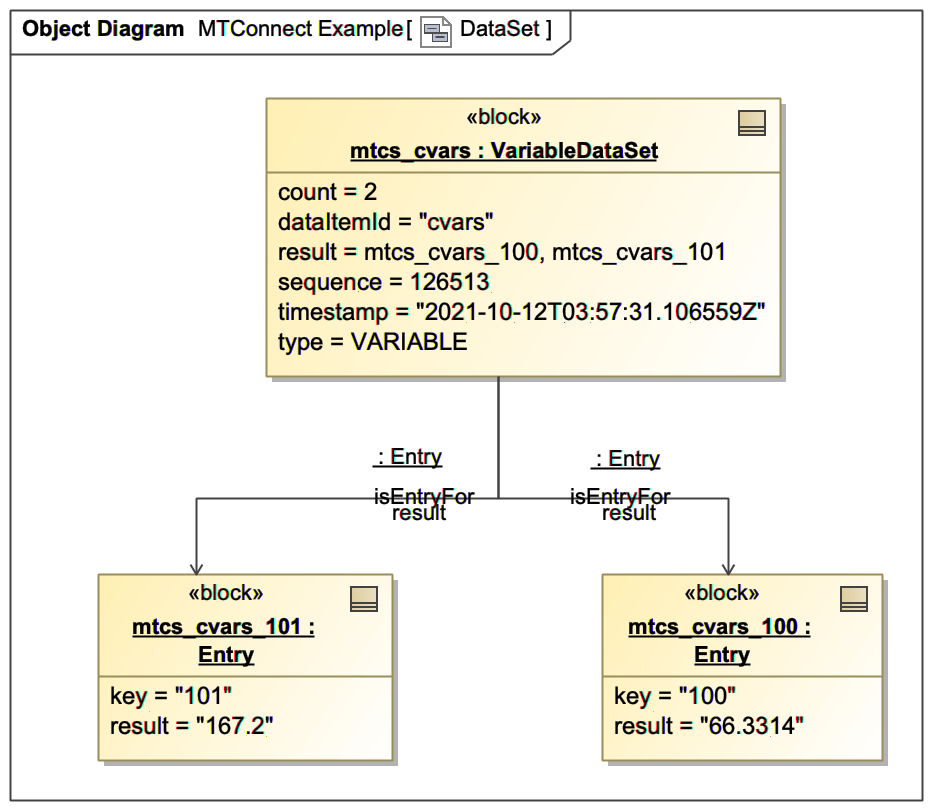 Object Diagram MTConnect Example[ DataSet ]
«block»
mtcs_cvars : VariableDataSet
count = 2
dataItemId = "cvars"
result = mtcs_cvars_100, mtcs_cvars_101
sequence = 126513
timestamp = "2021-10-12T03:57:31.106559Z"
type = VARIABLE
: Entry
isEntryFor
result
: Entry
isEntryFor
result
«block»
mtcs_cvars_101 :
Entry
key = "101"
result = "167.2"
«block»
mtcs_cvars_100 :
Entry
key = "100"
result = "66.3314"